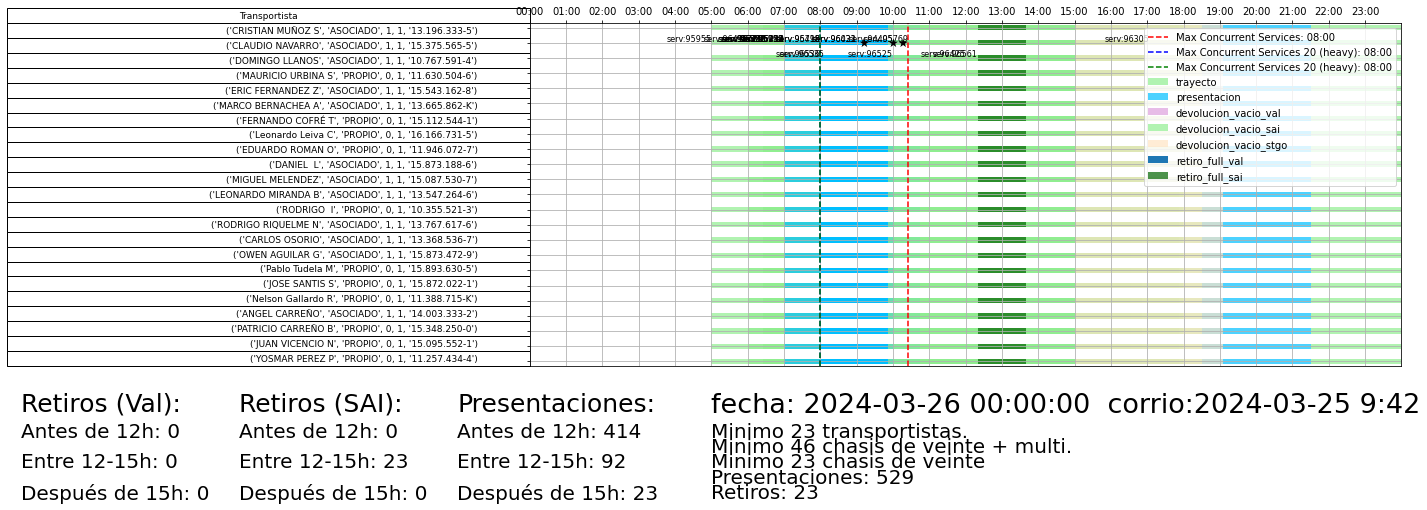 Transportista
00:00 01:00 02:00 03:00 04:00 05:00 06:00 07:00 08:00 09:00 10:00 11:00 12:00 13:00 14:00 15:00 16:00 17:00 18:00 19:00 20:00 21:00 22:00 23:00
('CRISTIAN MUÑOZ S', 'ASOCIADO', 1, 1, '13.196.333-5')
('CLAUDIO NAVARRO', 'ASOCIADO', 1, 1, '15.375.565-5')
('DOMINGO LLANOS', 'ASOCIADO', 1, 1, '10.767.591-4')
('MAURICIO URBINA S', 'PROPIO', 0, 1, '11.630.504-6')
('ERIC FERNANDEZ Z', 'ASOCIADO', 1, 1, '15.543.162-8')
('MARCO BERNACHEA A', 'ASOCIADO', 1, 1, '13.665.862-K')
('FERNANDO COFRÉ T', 'PROPIO', 0, 1, '15.112.544-1')
('Leonardo Leiva C', 'PROPIO', 0, 1, '16.166.731-5')
('EDUARDO ROMAN O', 'PROPIO', 0, 1, '11.946.072-7')
('DANIEL  L', 'ASOCIADO', 1, 1, '15.873.188-6')
('MIGUEL MELENDEZ', 'ASOCIADO', 1, 1, '15.087.530-7')
('LEONARDO MIRANDA B', 'ASOCIADO', 1, 1, '13.547.264-6')
('RODRIGO  I', 'PROPIO', 0, 1, '10.355.521-3')
('RODRIGO RIQUELME N', 'ASOCIADO', 1, 1, '13.767.617-6')
('CARLOS OSORIO', 'ASOCIADO', 1, 1, '13.368.536-7')
('OWEN AGUILAR G', 'ASOCIADO', 1, 1, '15.873.472-9')
('Pablo Tudela M', 'PROPIO', 0, 1, '15.893.630-5')
('JOSE SANTIS S', 'PROPIO', 0, 1, '15.872.022-1')
('Nelson Gallardo R', 'PROPIO', 0, 1, '11.388.715-K')
('ANGEL CARREÑO', 'ASOCIADO', 1, 1, '14.003.333-2')
('PATRICIO CARREÑO B', 'PROPIO', 0, 1, '15.348.250-0')
('JUAN VICENCIO N', 'PROPIO', 0, 1, '15.095.552-1')
('YOSMAR PEREZ P', 'PROPIO', 0, 1, '11.257.434-4')
serv:96525
Max Concurrent Services: 08:00
Max Concurrent Services 20 (heavy): 08:00
Max Concurrent Services 20 (heavy): 08:00
trayecto
presentacion
devolucion_vacio_val
devolucion_vacio_sai
devolucion_vacio_stgo
retiro_full_val
retiro_full_sai
Retiros (Val):
Antes de 12h: 0
Entre 12-15h: 0
Después de 15h: 0
Retiros (SAI):
Antes de 12h: 0
Entre 12-15h: 23
Después de 15h: 0
Presentaciones:
Antes de 12h: 414
Entre 12-15h: 92
Después de 15h: 23
fecha: 2024-03-26 00:00:00  corrio:2024-03-25 9:42
Minimo 23 transportistas.
Minimo 46 chasis de veinte + multi.
Minimo 23 chasis de veinte
Presentaciones: 529
Retiros: 23